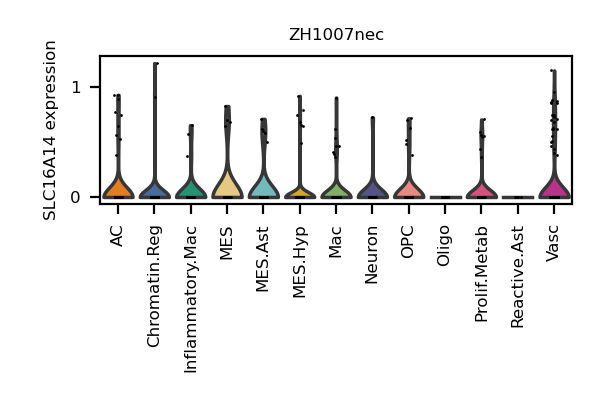 ZH1007nec
SLC16A14 expression
1
0
AC
Chromatin.Reg
Inflammatory.Mac
MES
MES.Ast
MES.Hyp
Mac
Neuron
OPC
Oligo
Prolif.Metab
Reactive.Ast
Vasc